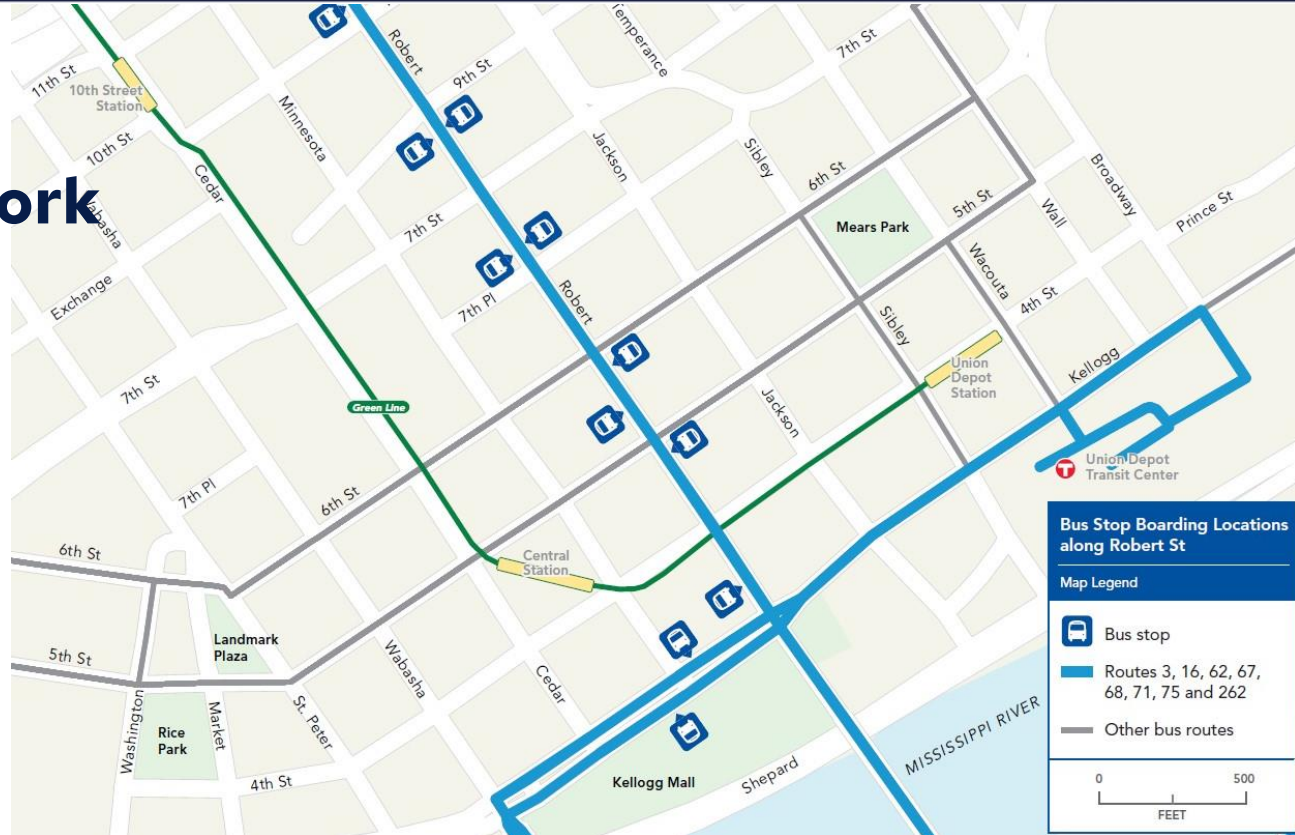 11th St
10th Street
Station
10th St
ork
Wabasha
Minnesota
Cedar
Exchange
Robert
9th St
Temperance
7th St
Jackson
Sibley
6th St
Mears Park
5th St
Wall
Broadway
Prince St
7th St
7th Pl
Robert
Wacouta
4th St
Sibley
Union
Depot
Station
Kellogg
7th St
Green Line
Jackson
T
Union Depot
Transit Center
7th Pl
6th St
6th St
Central
Station
Landmark
Plaza
5th St
Wabasha
Cedar
Washington
Rice
Park
Market
St. Peter
4th St
Kellogg Mall
Shepard
MISSISSIPPI RIVER
Bus Stop Boarding Locations
along Robert St
Map Legend
Bus stop
Routes 3, 16, 62, 67,
68, 71, 75 and 262
Other bus routes
0 500
FEET